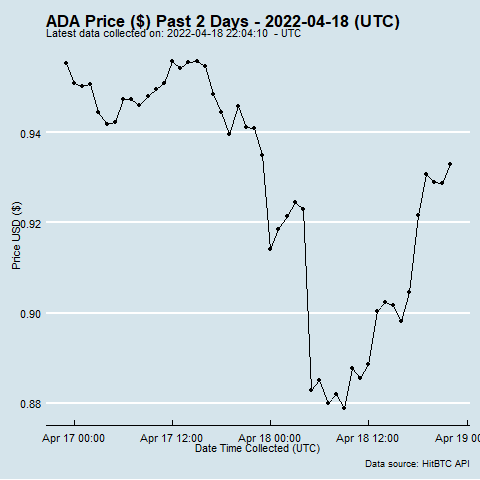 ADA Price ($) Past 2 Days - 2022-04-18 (UTC)
Latest data collected on: 2022-04-18 22:04:10  - UTC
0.94
0.92
0.90
0.88
Price USD ($)
Apr 17 00:00
Apr 17 12:00
Apr 18 00:00
Apr 18 12:00
Apr 19 00
Date Time Collected (UTC)
Data source: HitBTC API